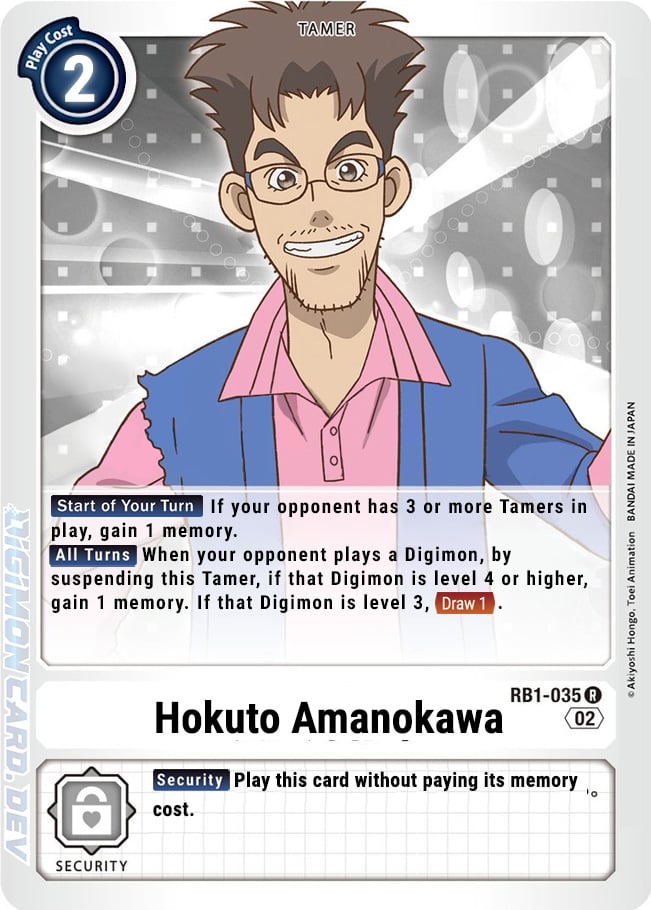 TAMER
Play Cost
2
Start of Your Turn If your opponent has 3 or more Tamers in
play, gain 1 memory.
All Turns When your opponent plays a Digimon, by
suspending this Tamer, if that Digimon is level 4 or higher,
gain 1 memory. If that Digimon is level 3, Draw 1.
©Akiyoshi Hongo, Toei Animation BANDAI MADE IN JAPAN
DIGIMONCARD.DEV
RB1-035 R
Hokuto Amanokawa
02
Security Play this card without paying its memory
cost.
SECURITY